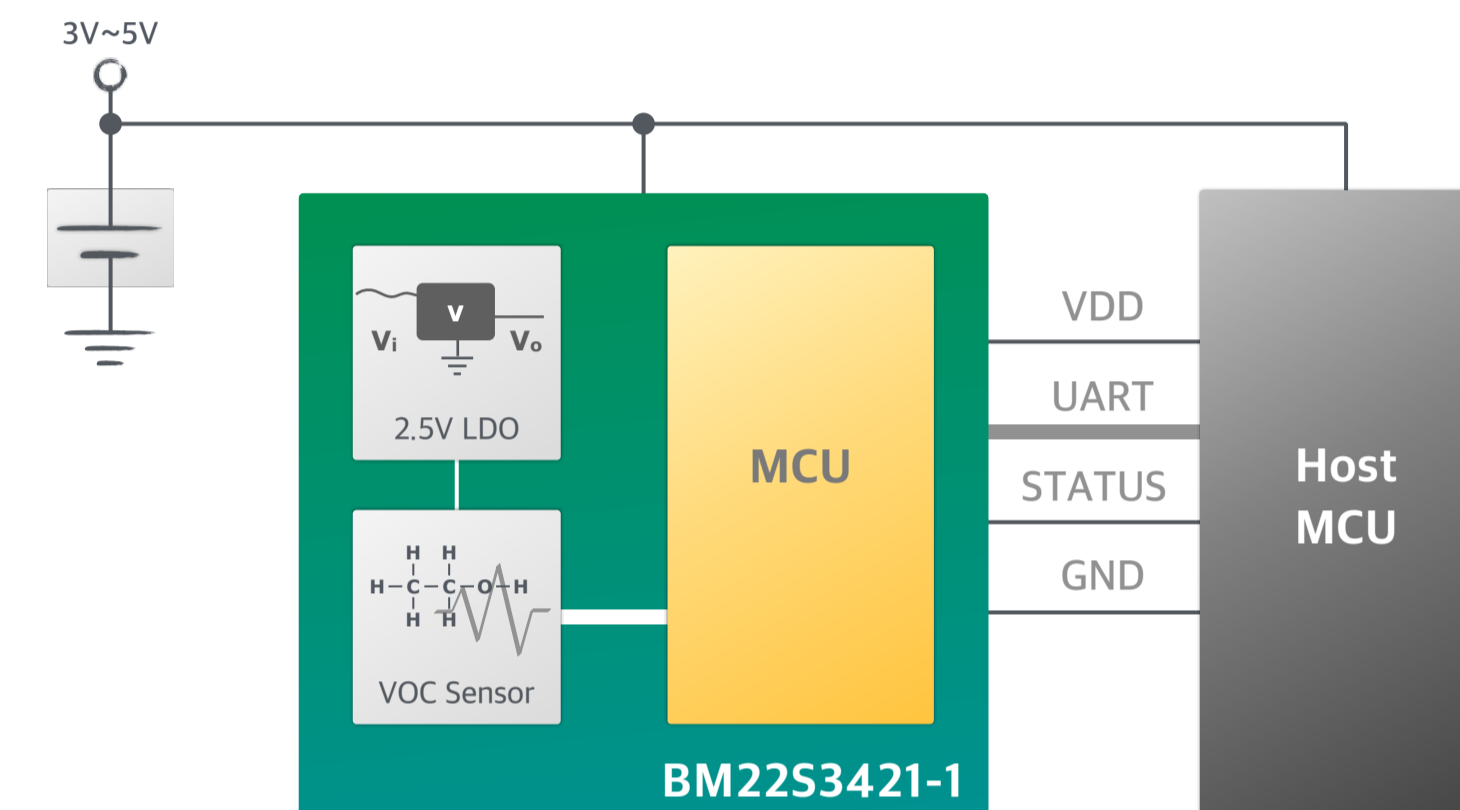 3V~5V
V
Vi
Vo
2.5V LDO
H H
H-C-C-O-H
H H
VOC Sensor
MCU
BM22S3421-1
VDD
UART
STATUS
GND
Host
MCU